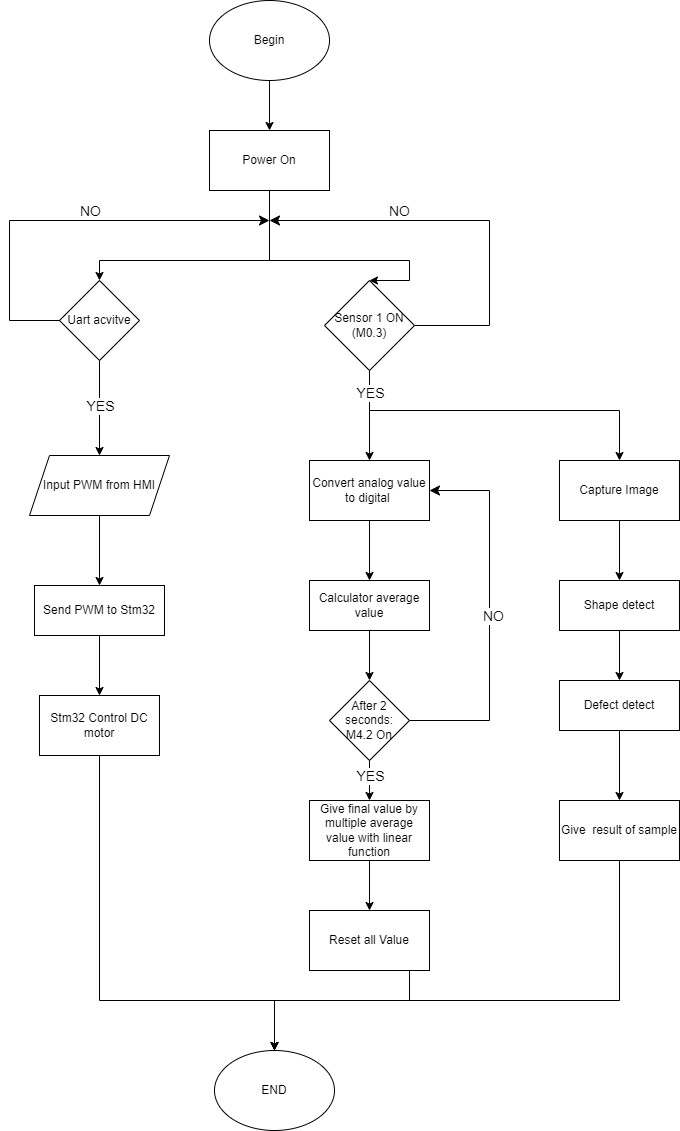 Begin
Power On
NO
NO
Uart acvitve
Sensor 1 ON
(M0.3)
YES
YES
Input PWM from HMI
Convert analog value
to digital
Capture Image
Send PWM to Stm32
Calculator average
value
Shape detect
NO
Stm32 Control DC
motor
After 2
seconds:
M4.2 On
Defect detect
YES
Give final value by
multiple average
value with linear
function
Give  result of sample
Reset all Value
END